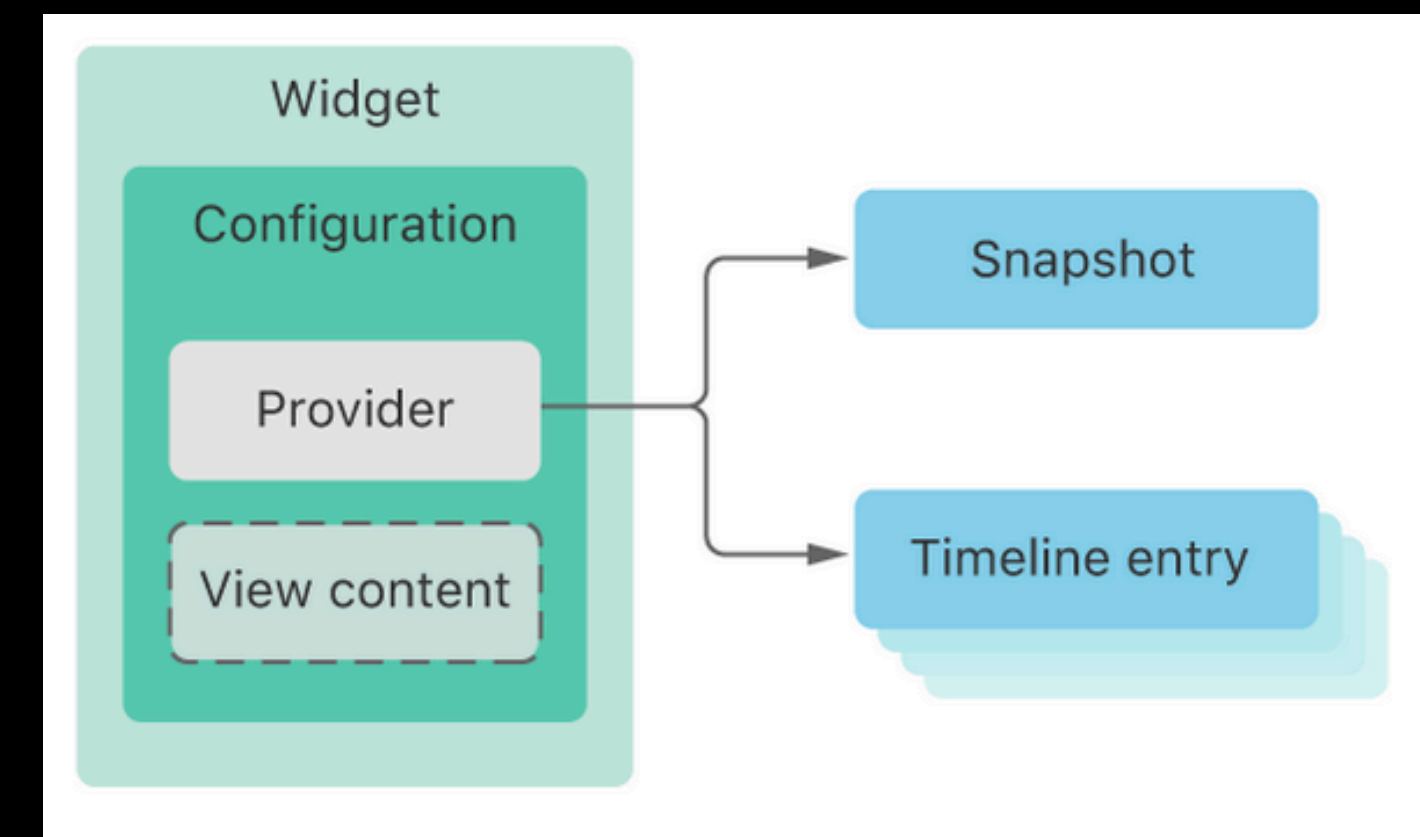 Widget
Configuration
Provider
View content
Snapshot
Timeline entry